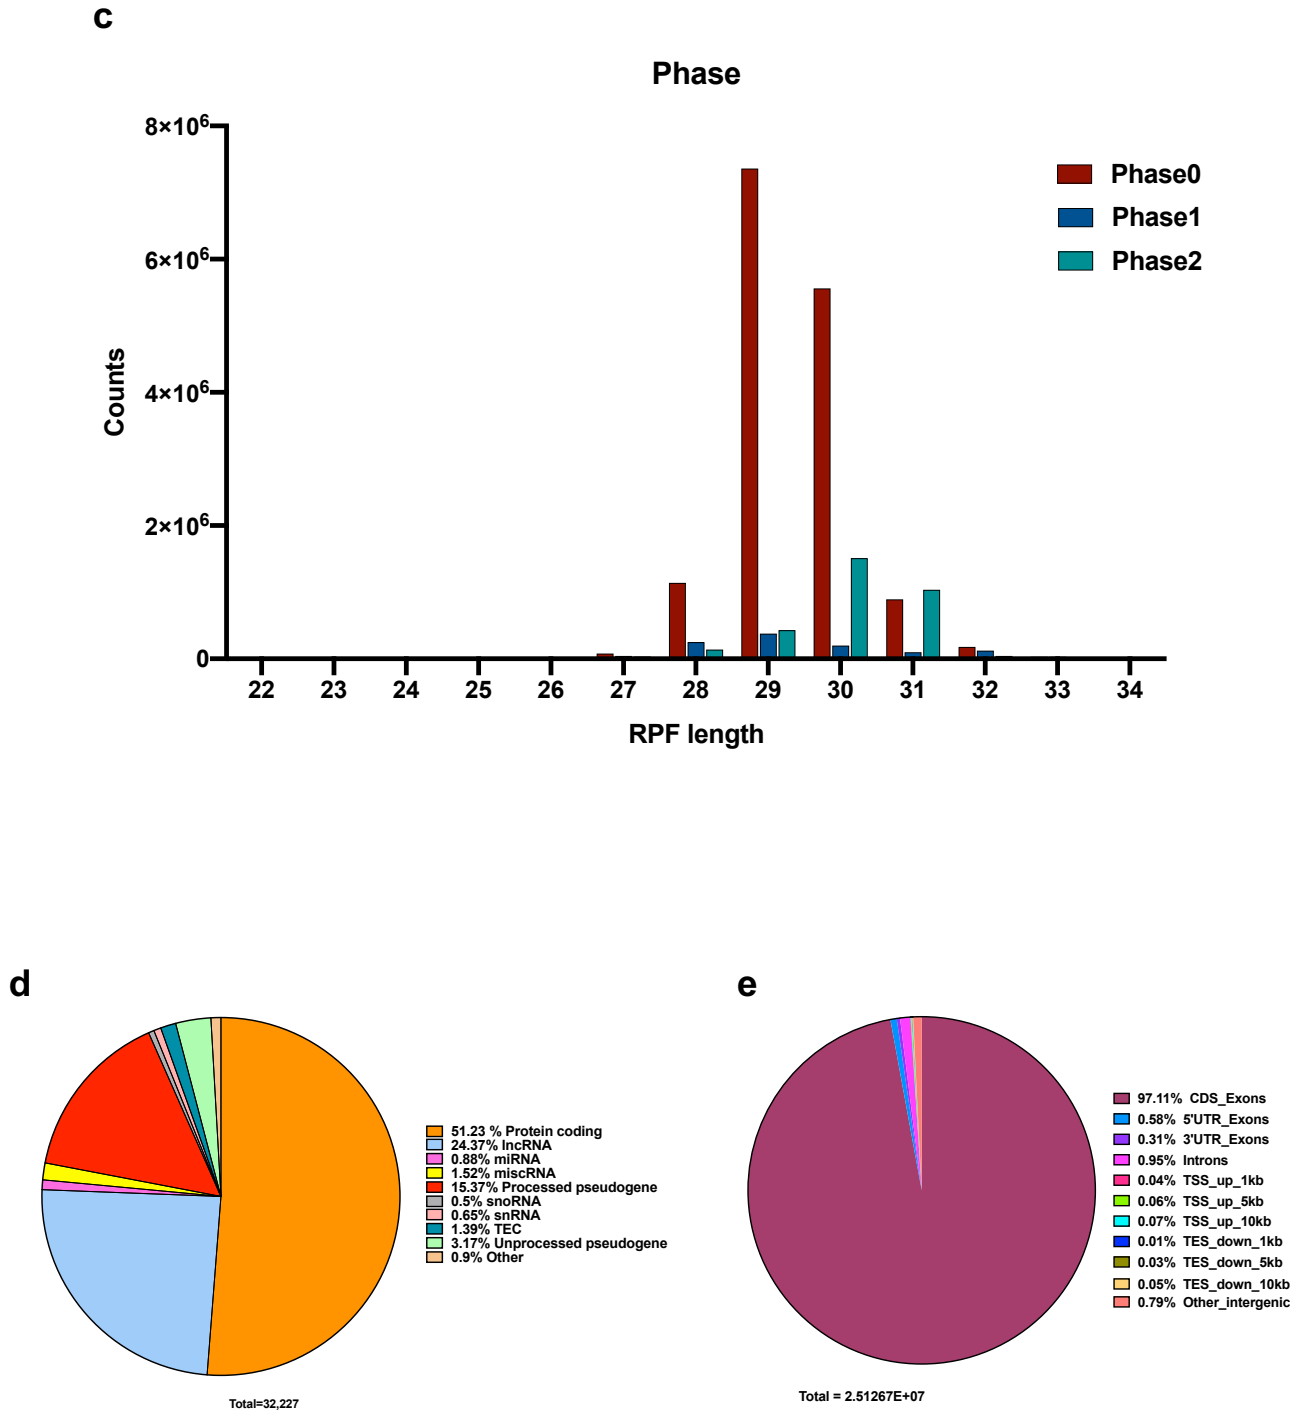 c
Phase
8×10⁶
6×10⁶
4×10⁶
2×10⁶
0
Counts
Phase0
Phase1
Phase2
22 23 24 25 26 27 28 29 30 31 32 33 34
RPF length
d
51.23 % Protein coding
24.37% lncRNA
0.88% miRNA
1.52% miscRNA
15.37% Processed pseudogene
0.5% snoRNA
0.65% snRNA
1.39% TEC
3.17% Unprocessed pseudogene
0.9% Other
Total=32,227
e
97.11% CDS_Exons
0.58% 5'UTR_Exons
0.31% 3'UTR_Exons
0.95% Introns
0.04% TSS_up_1kb
0.06% TSS_up_5kb
0.07% TSS_up_10kb
0.01% TES_down_1kb
0.03% TES_down_5kb
0.05% TES_down_10kb
0.79% Other_intergenic
Total = 2.51267E+07